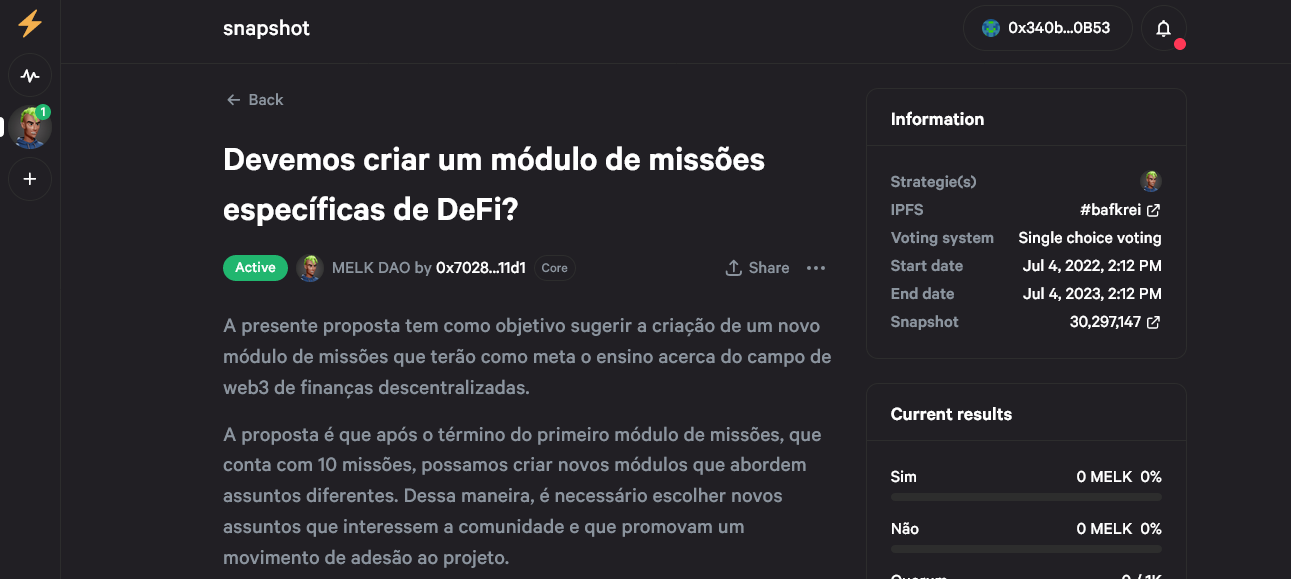 snapshot
0x340b...0B53
1
Back
Devemos criar um módulo de missões
específicas de DeFi?
Active
MELK DAO by 0x7028...11d1
Core
Share
A presente proposta tem como objetivo sugerir a criação de um novo
módulo de missões que terão como meta o ensino acerca do campo de
web3 de finanças descentralizadas.
A proposta é que após o término do primeiro módulo de missões, que
conta com 10 missões, possamos criar novos módulos que abordem
assuntos diferentes. Dessa maneira, é necessário escolher novos
assuntos que interessem a comunidade e que promovam um
movimento de adesão ao projeto.
Information
Strategie(s)
IPFS #bafkrei
Voting system Single choice voting
Start date Jul 4, 2022, 2:12 PM
End date Jul 4, 2023, 2:12 PM
Snapshot 30,297,147
Current results
Sim 0 MELK 0%
Não 0 MELK 0%
Quorum 0 / 1K